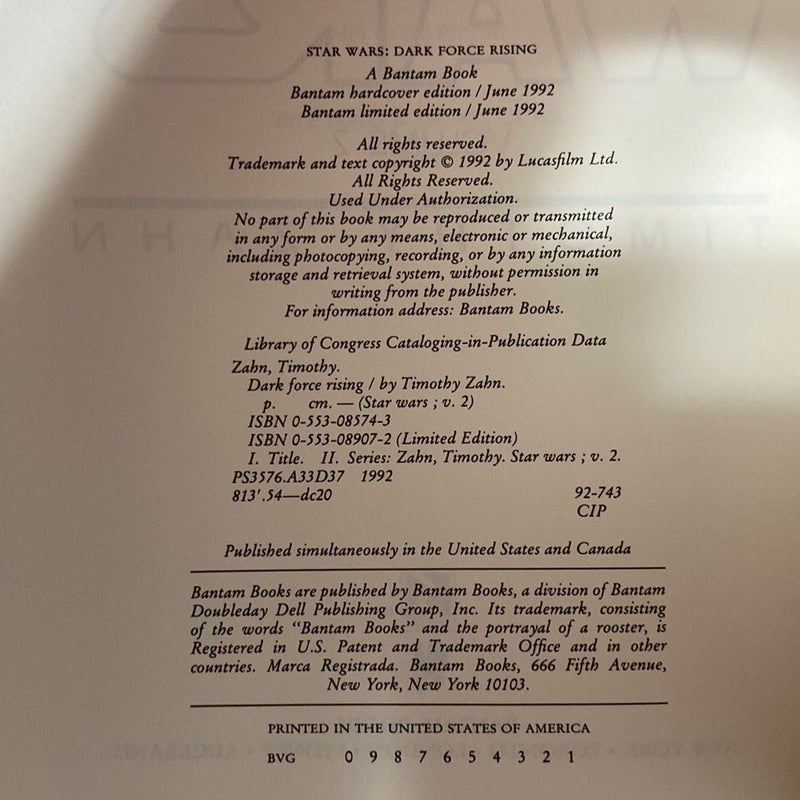 STAR WARS: DARK FORCE RISING
A Bantam Book
Bantam hardcover edition / June 1992
Bantam limited edition / June 1992
All rights reserved.
Trademark and text copyright © 1992 by Lucasfilm Ltd.
All Rights Reserved.
Used Under Authorization.
No part of this book may be reproduced or transmitted
in any form or by any means, electronic or mechanical,
including photocopying, recording, or by any information
storage and retrieval system, without permission in
writing from the publisher.
For information address: Bantam Books.
Library of Congress Cataloging-in-Publication Data
Zahn, Timothy.
Dark force rising / by Timothy Zahn.
p. cm. — (Star wars ; v. 2)
ISBN 0-553-08574-3
ISBN 0-553-08907-2 (Limited Edition)
I. Title. II. Series: Zahn, Timothy. Star wars ; v. 2.
PS3576.A33D37 1992
813'.54—dc20 92-743
CIP
Published simultaneously in the United States and Canada
Bantam Books are published by Bantam Books, a division of Bantam
Doubleday Dell Publishing Group, Inc. Its trademark, consisting
of the words “Bantam Books” and the portrayal of a rooster, is
Registered in U.S. Patent and Trademark Office and in other
countries. Marca Registrada. Bantam Books, 666 Fifth Avenue,
New York, New York 10103.
PRINTED IN THE UNITED STATES OF AMERICA
BVG 0 9 8 7 6 5 4 3 2 1